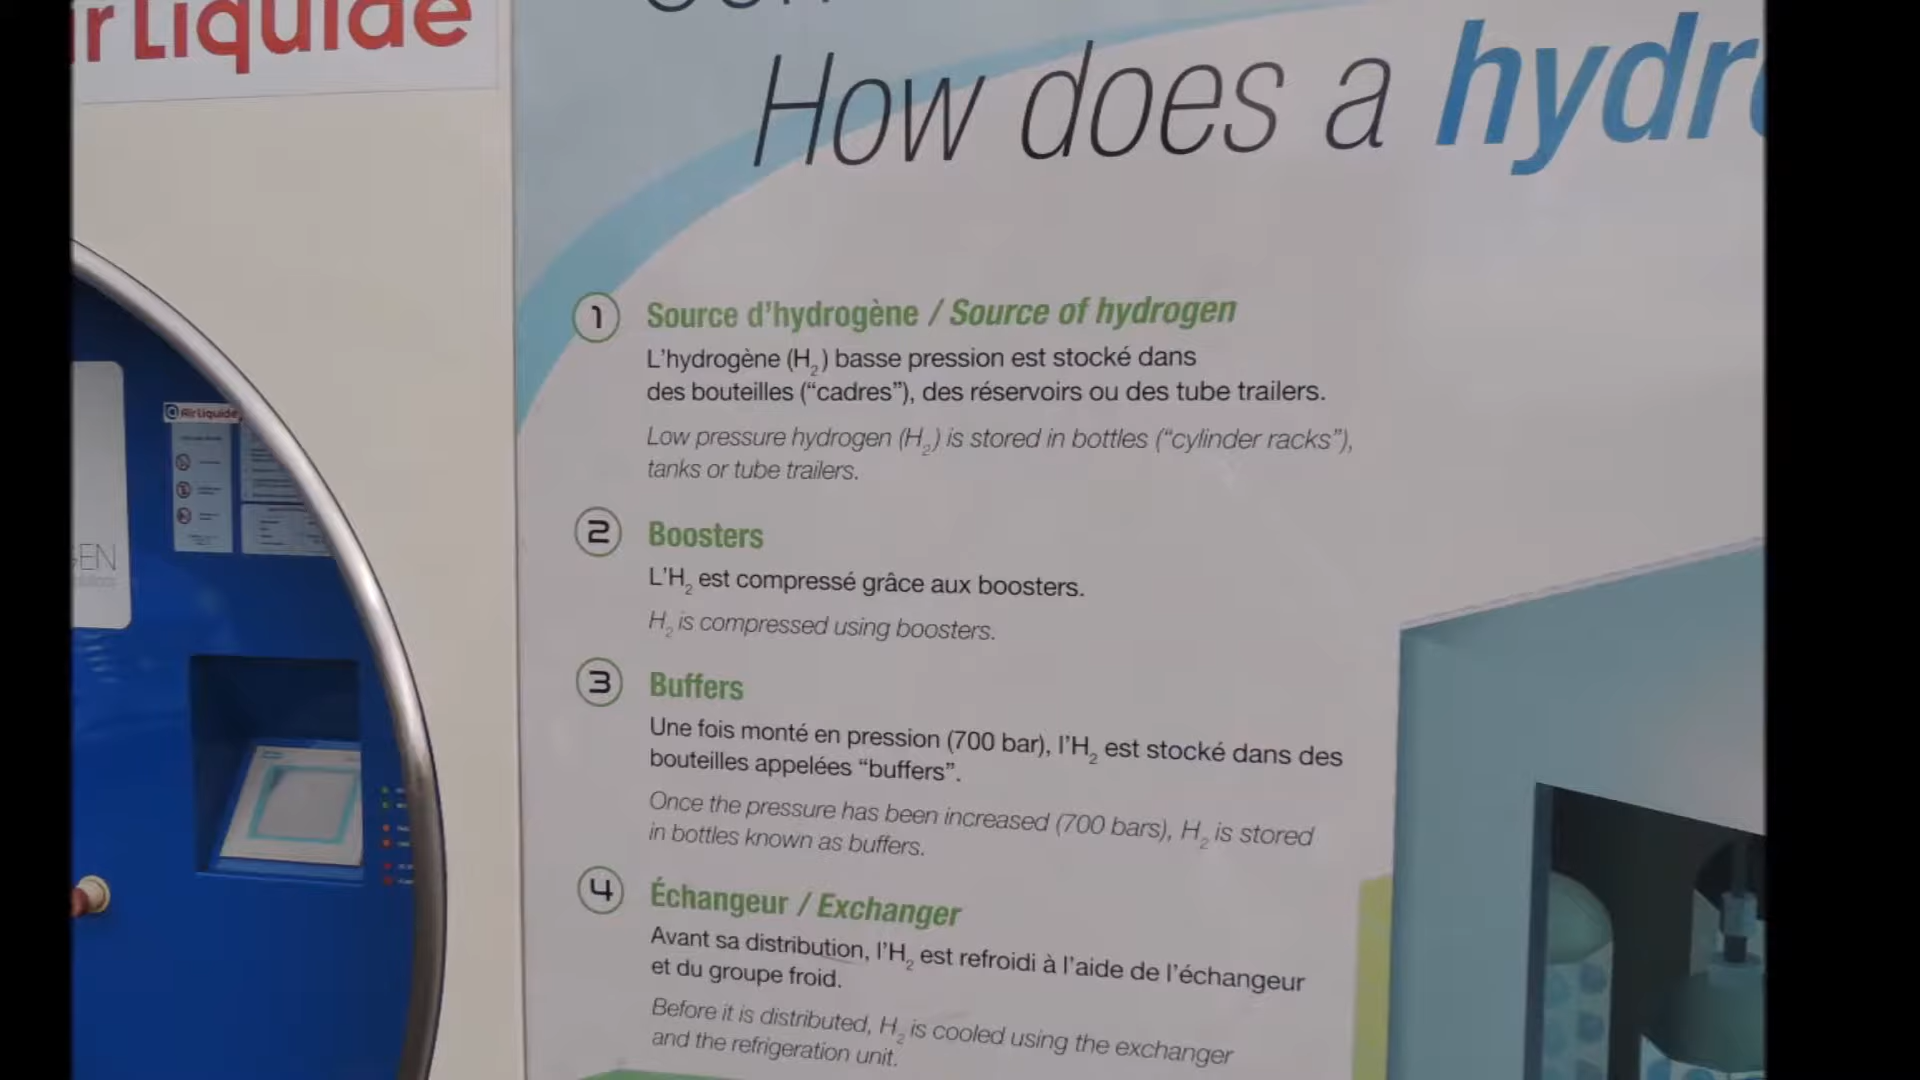 Air Liquide
How does a hydro
1 Source d'hydrogène / Source of hydrogen
L'hydrogène (H₂) basse pression est stocké dans
des bouteilles (“cadres”), des réservoirs ou des tube trailers.
Low pressure hydrogen (H₂) is stored in bottles (“cylinder racks”),
tanks or tube trailers.
2 Boosters
L'H₂ est compressé grâce aux boosters.
H₂ is compressed using boosters.
3 Buffers
Une fois monté en pression (700 bar), l'H₂ est stocké dans des
bouteilles appelées “buffers”.
Once the pressure has been increased (700 bars), H₂ is stored
in bottles known as buffers.
4 Échangeur / Exchanger
Avant sa distribution, l'H₂ est refroidi à l'aide de l'échangeur
et du groupe froid.
Before it is distributed, H₂ is cooled using the exchanger
and the refrigeration unit.
Air Liquide
GEN